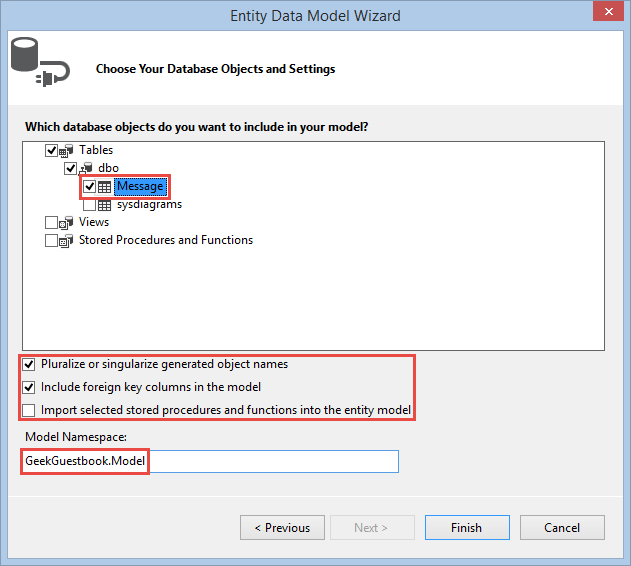 Entity Data Model Wizard
Choose Your Database Objects and Settings
Which database objects do you want to include in your model?
Tables
dbo
Message
sysdiagrams
Views
Stored Procedures and Functions
Pluralize or singularize generated object names
Include foreign key columns in the model
Import selected stored procedures and functions into the entity model
Model Namespace:
GeekGuestbook.Model
< Previous Next > Finish Cancel